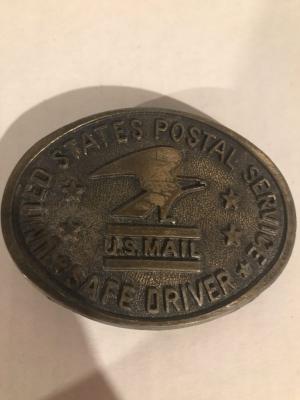 UNITED STATES POSTAL SERVICE
U.S. MAIL
SAFE DRIVER